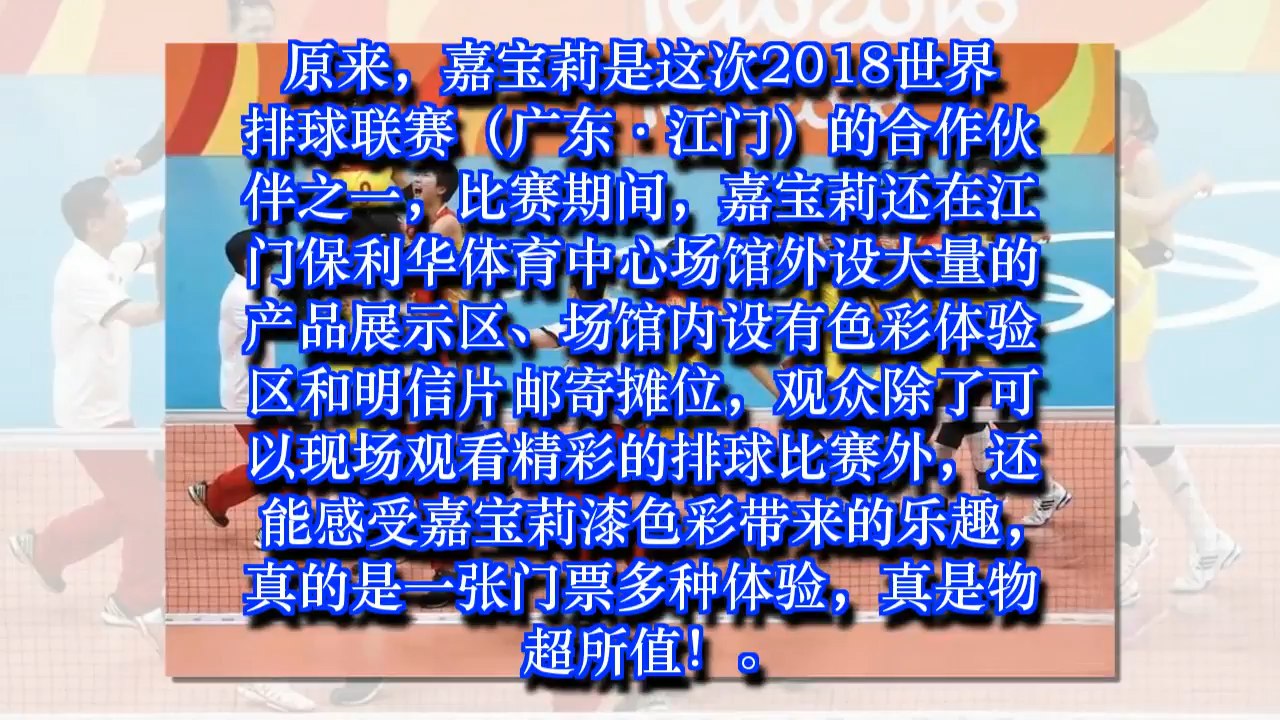 Rio2016
原来，嘉宝莉是这次2018世界
排球联赛（广东·江门）的合作伙
伴之一，比赛期间，嘉宝莉还在江
门保利华体育中心场馆外设大量的
产品展示区、场馆内设有色彩体验
区和明信片邮寄摊位，观众除了可
以现场观看精彩的排球比赛外，还
能感受嘉宝莉漆色彩带来的乐趣，
真的是一张门票多种体验，真是物
超所值！。